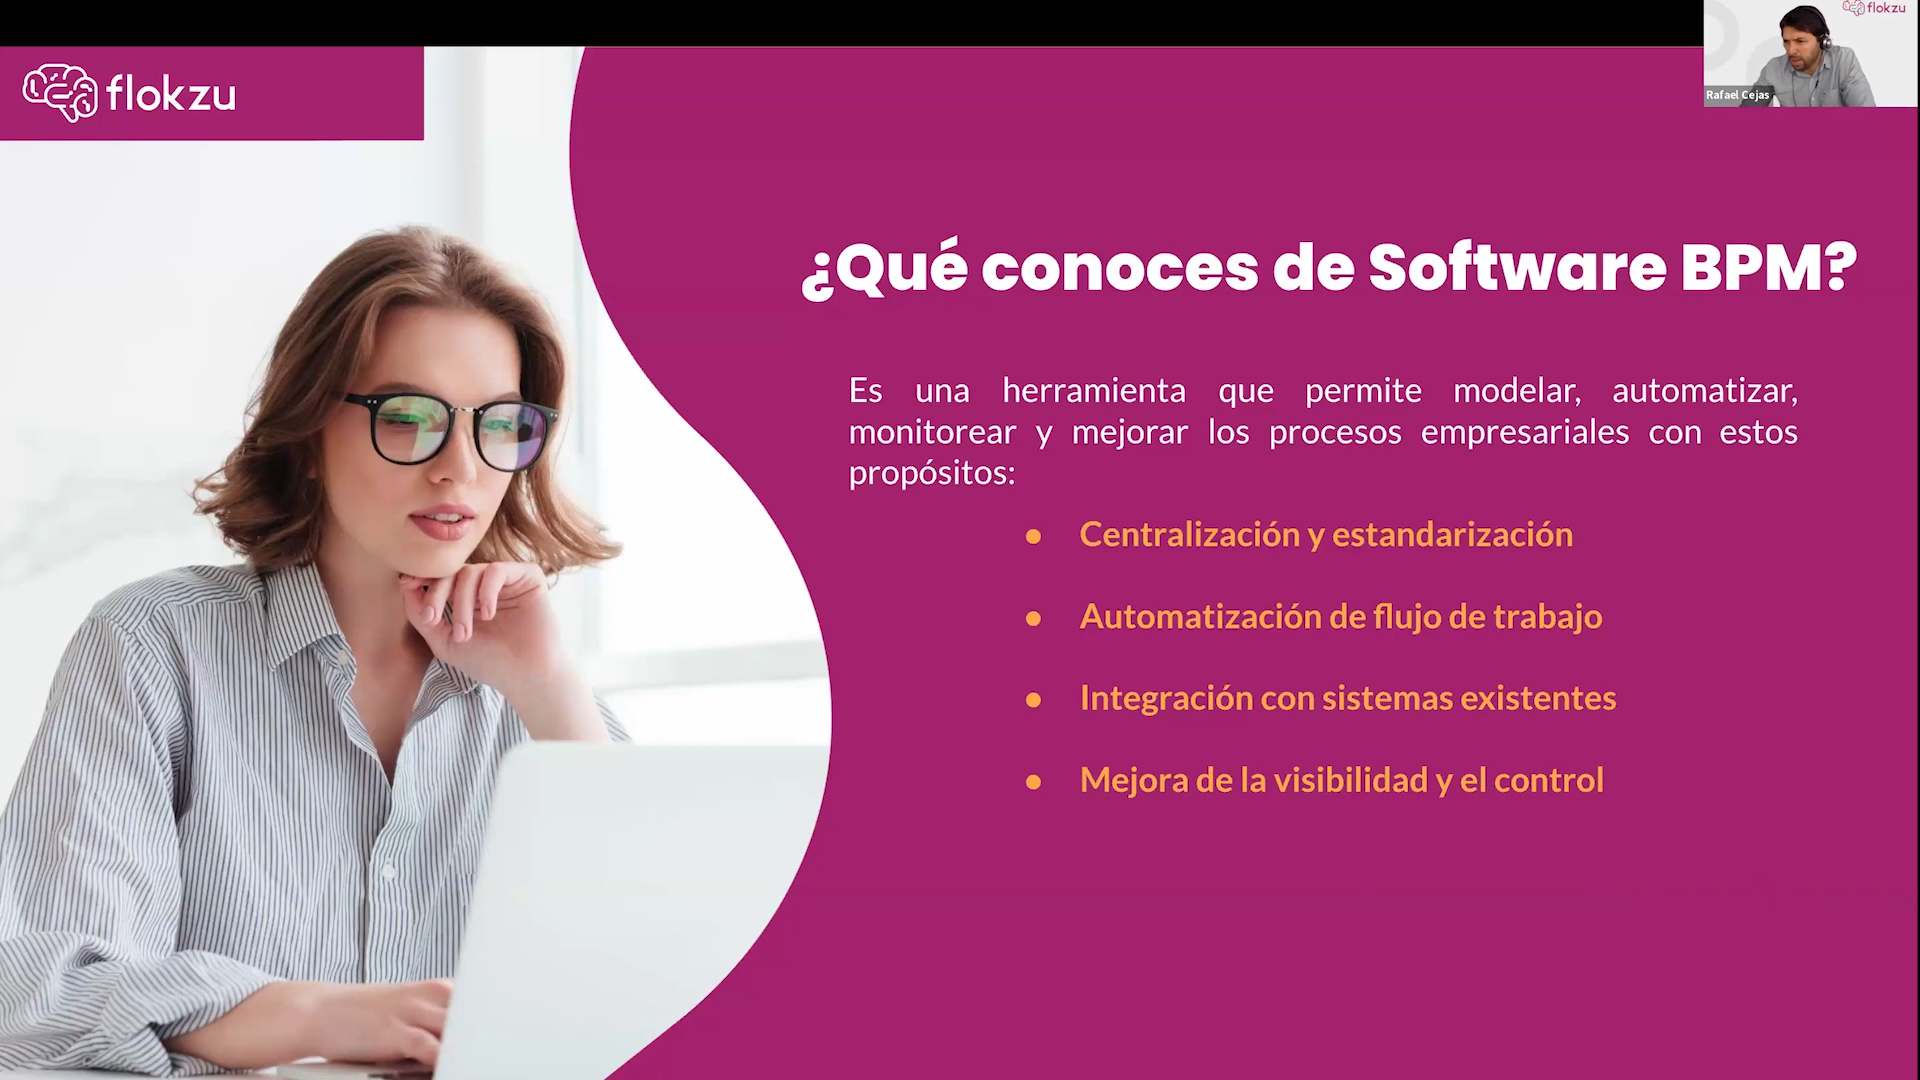 flokzu
flokzu
Rafael Cejas
¿Qué conoces de Software BPM?
Es una herramienta que permite modelar, automatizar,
monitorear y mejorar los procesos empresariales con estos
propósitos:
● Centralización y estandarización
● Automatización de flujo de trabajo
● Integración con sistemas existentes
● Mejora de la visibilidad y el control